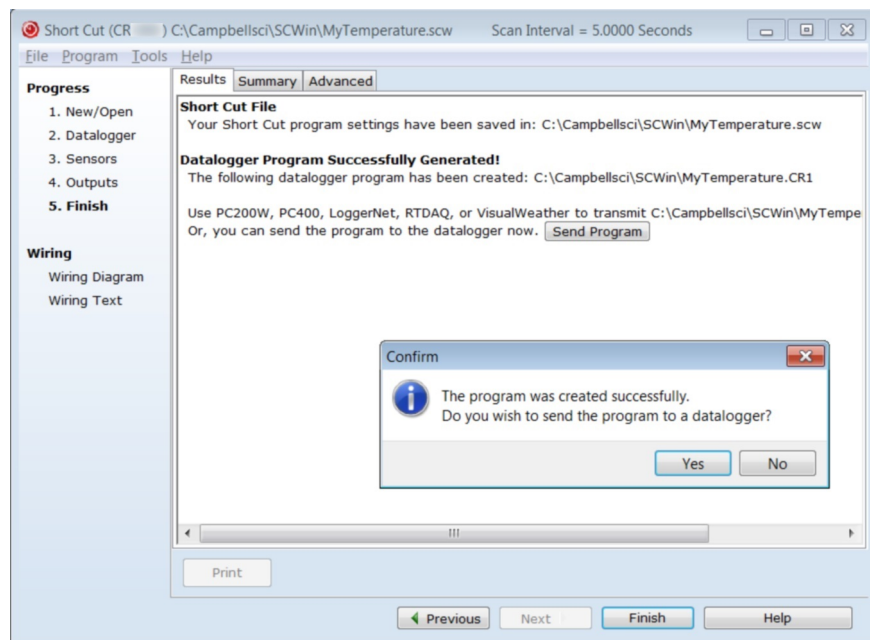 Short Cut (CR ) C:\Campbellsci\SCWin\MyTemperature.scw Scan Interval = 5.0000 Seconds
File Program Tools Help
Progress
1. New/Open
2. Datalogger
3. Sensors
4. Outputs
5. Finish
Wiring
Wiring Diagram
Wiring Text
Results Summary Advanced
Short Cut File
Your Short Cut program settings have been saved in: C:\Campbellsci\SCWin\MyTemperature.scw
Datalogger Program Successfully Generated!
The following datalogger program has been created: C:\Campbellsci\SCWin\MyTemperature.CR1
Use PC200W, PC400, LoggerNet, RTDAQ, or VisualWeather to transmit C:\Campbellsci\SCWin\MyTempe
Or, you can send the program to the datalogger now. Send Program
Confirm
The program was created successfully.
Do you wish to send the program to a datalogger?
Yes No
Print
Previous Next Finish Help